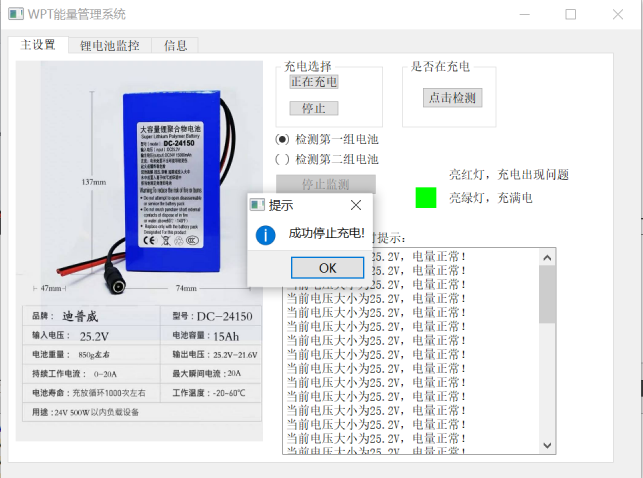 WPT能量管理系统
主设置
锂电池监控
信息
137mm
47mm
74mm
大容量锂聚合物电池
Super Lithium Polymer Battery
型号(model): DC-24150
Warning:To reduce the risk of fire or burns
品牌: 迪普威
型号: DC-24150
输入电压: 25.2V
电池容量: 15Ah
电池重量: 850g左右
输出电压: 25.2V-21.6V
持续工作电流: 0-20A
最大瞬间电流: 20A
电池寿命: 充放循环1000次左右
工作温度: -20-60℃
用途: 24V 500W以内负载设备
充电选择
正在充电
停止
是否在充电
点击检测
检测第一组电池
检测第二组电池
停止监测
亮红灯，充电出现问题
亮绿灯，充满电
提示
成功停止充电!
OK
时提示:
25.2V，电量正常!
25.2V，电量正常!
当前电压大小为25.2V，电量正常!
当前电压大小为25.2V，电量正常!
当前电压大小为25.2V，电量正常!
当前电压大小为25.2V，电量正常!
当前电压大小为25.2V，电量正常!
当前电压大小为25.2V，电量正常!
当前电压大小为25.2V，电量正常!
当前电压大小为25.2V，电量正常!
当前电压大小为25.2V，电量正常!
当前电压大小为25.2V，电量正常!
当前电压大小为25.2V，电量正常!
当前电压大小为25.2V，电量正常!